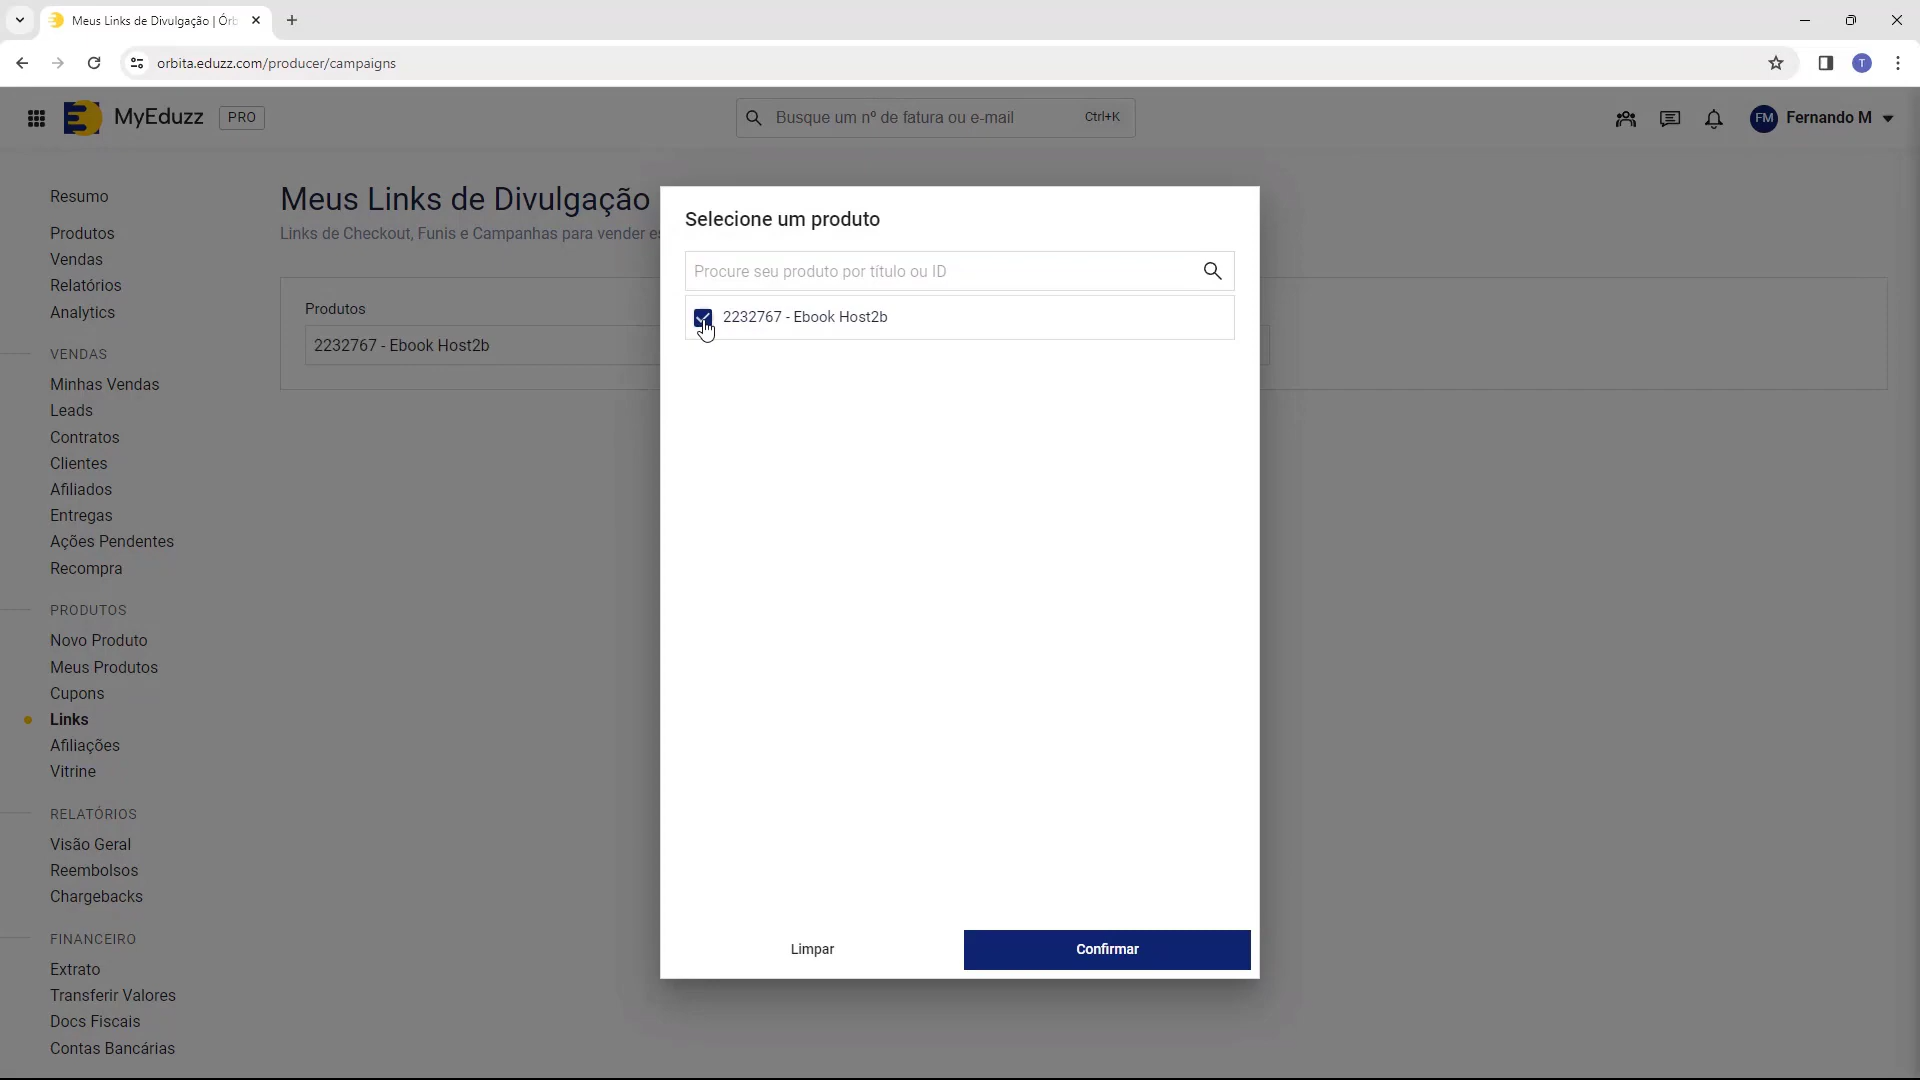 Meus Links de Divulgação | Órb
orbita.eduzz.com/producer/campaigns
T
MyEduzz PRO
Busque um nº de fatura ou e-mail Ctrl+K
FM Fernando M
Resumo
Produtos
Vendas
Relatórios
Analytics
VENDAS
Minhas Vendas
Leads
Contratos
Clientes
Afiliados
Entregas
Ações Pendentes
Recompra
PRODUTOS
Novo Produto
Meus Produtos
Cupons
Links
Afiliações
Vitrine
RELATÓRIOS
Visão Geral
Reembolsos
Chargebacks
FINANCEIRO
Extrato
Transferir Valores
Docs Fiscais
Contas Bancárias
Meus Links de Divulgação
Links de Checkout, Funis e Campanhas para vender
Produtos
2232767 - Ebook Host2b
Selecione um produto
Procure seu produto por título ou ID
2232767 - Ebook Host2b
Limpar
Confirmar